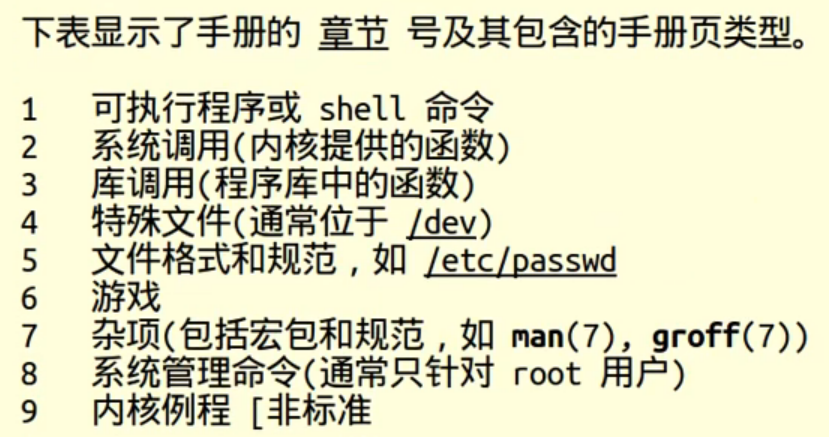 下表显示了手册的 章节 号及其包含的手册页类型。
1 可执行程序或 shell 命令
2 系统调用(内核提供的函数)
3 库调用(程序库中的函数)
4 特殊文件(通常位于 /dev)
5 文件格式和规范，如 /etc/passwd
6 游戏
7 杂项(包括宏包和规范，如 man(7), groff(7))
8 系统管理命令(通常只针对 root 用户)
9 内核例程 [非标准